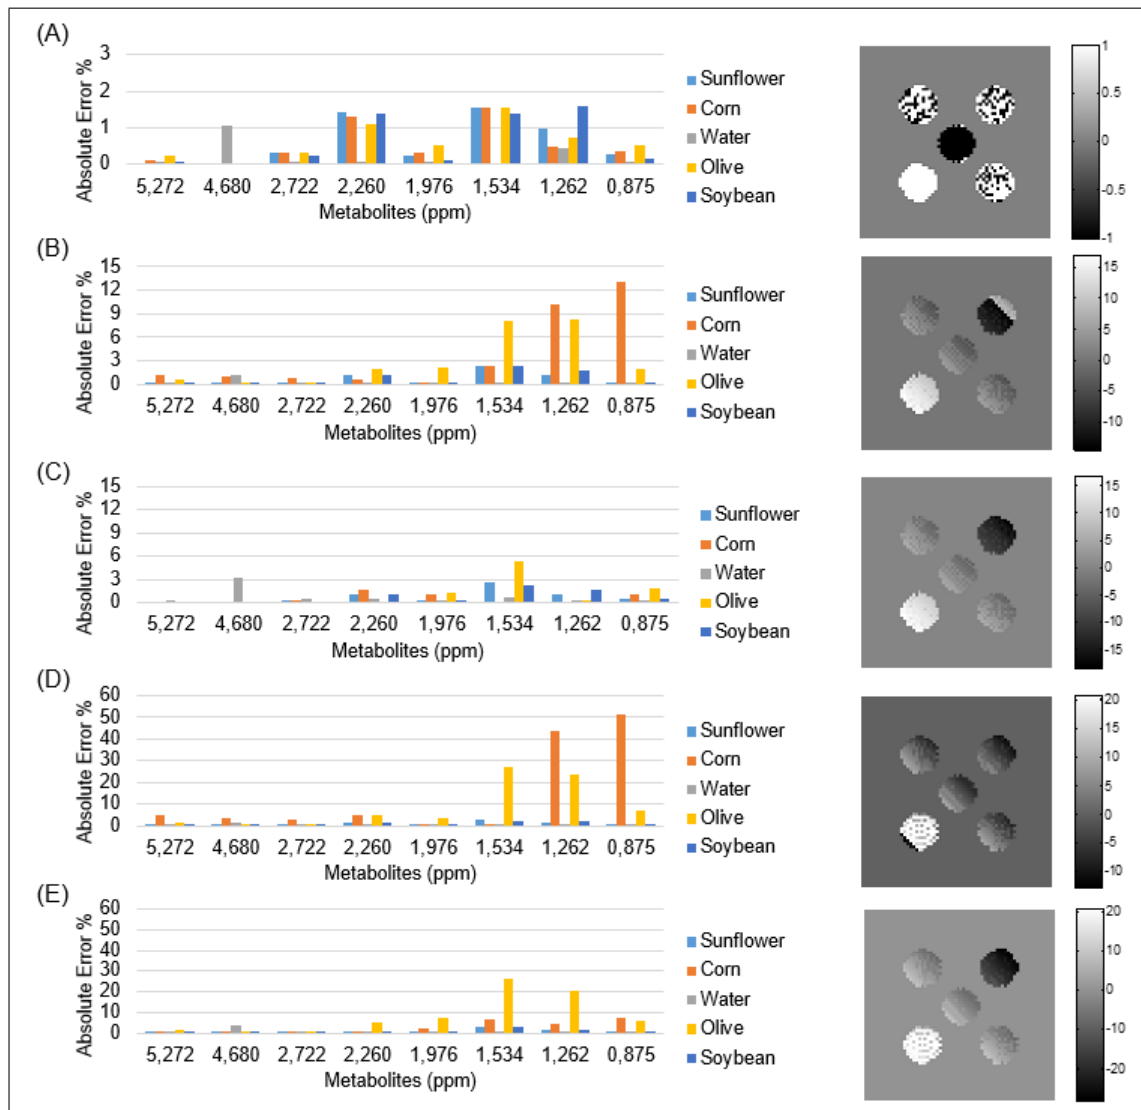 (A)
Absolute Error %
3
2
1
0
5,272 4,680 2,722 2,260 1,976 1,534 1,262 0,875
Metabolites (ppm)
Sunflower
Corn
Water
Olive
Soybean
1
0.5
0
-0.5
-1
(B)
Absolute Error %
15
12
9
6
3
0
5,272 4,680 2,722 2,260 1,976 1,534 1,262 0,875
Metabolites (ppm)
Sunflower
Corn
Water
Olive
Soybean
15
10
5
0
-5
-10
(C)
Absolute Error %
15
12
9
6
3
0
5,272 4,680 2,722 2,260 1,976 1,534 1,262 0,875
Metabolites (ppm)
Sunflower
Corn
Water
Olive
Soybean
15
10
5
0
-5
-10
-15
(D)
Absolute Error %
60
50
40
30
20
10
0
5,272 4,680 2,722 2,260 1,976 1,534 1,262 0,875
Metabolites (ppm)
Sunflower
Corn
Water
Olive
Soybean
20
15
10
5
0
-5
-10
(E)
Absolute Error %
60
50
40
30
20
10
0
5,272 4,680 2,722 2,260 1,976 1,534 1,262 0,875
Metabolites (ppm)
Sunflower
Corn
Water
Olive
Soybean
20
10
0
-10
-20